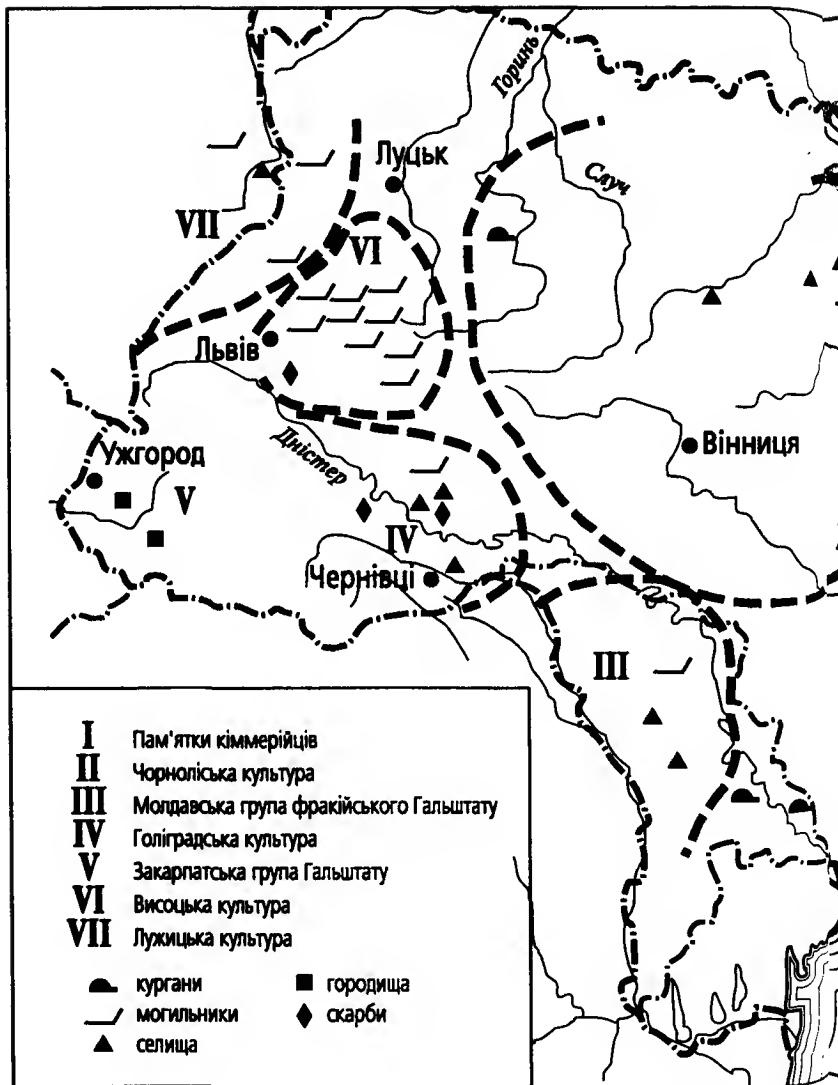 Горинь
Луцьк
Случ
VII
VI
Львів
Дністер
Вінниця
Ужгород
V
IV
Чернівці
III
I Пам'ятки кіммерійців
II Чорноліська культура
III Молдавська група фракійського Гальштату
IV Голіградська культура
V Закарпатська група Гальштату
VI Висоцька культура
VII Лужицька культура
кургани
городища
могильники
скарби
селища